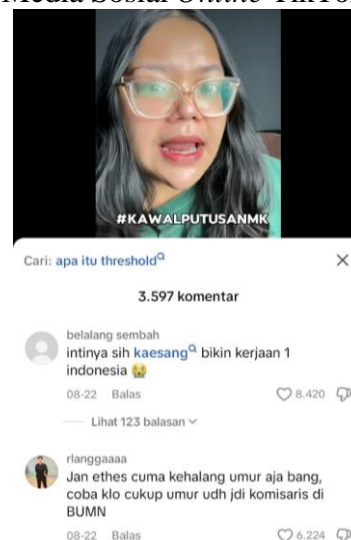 Media Sosial Online TikTok
#KAWALPUTUSANMK
Cari: apa itu threshold
3.597 komentar
belalang sembah
intinya sih kaesang bikin kerjaan 1
indonesia 😭
08-22 Balas 8.420
Lihat 123 balasan
rlanggaaaa
Jan ethes cuma kehalang umur aja bang,
coba klo cukup umur udh jdi komisaris di
BUMN
08-22 Balas 6.224